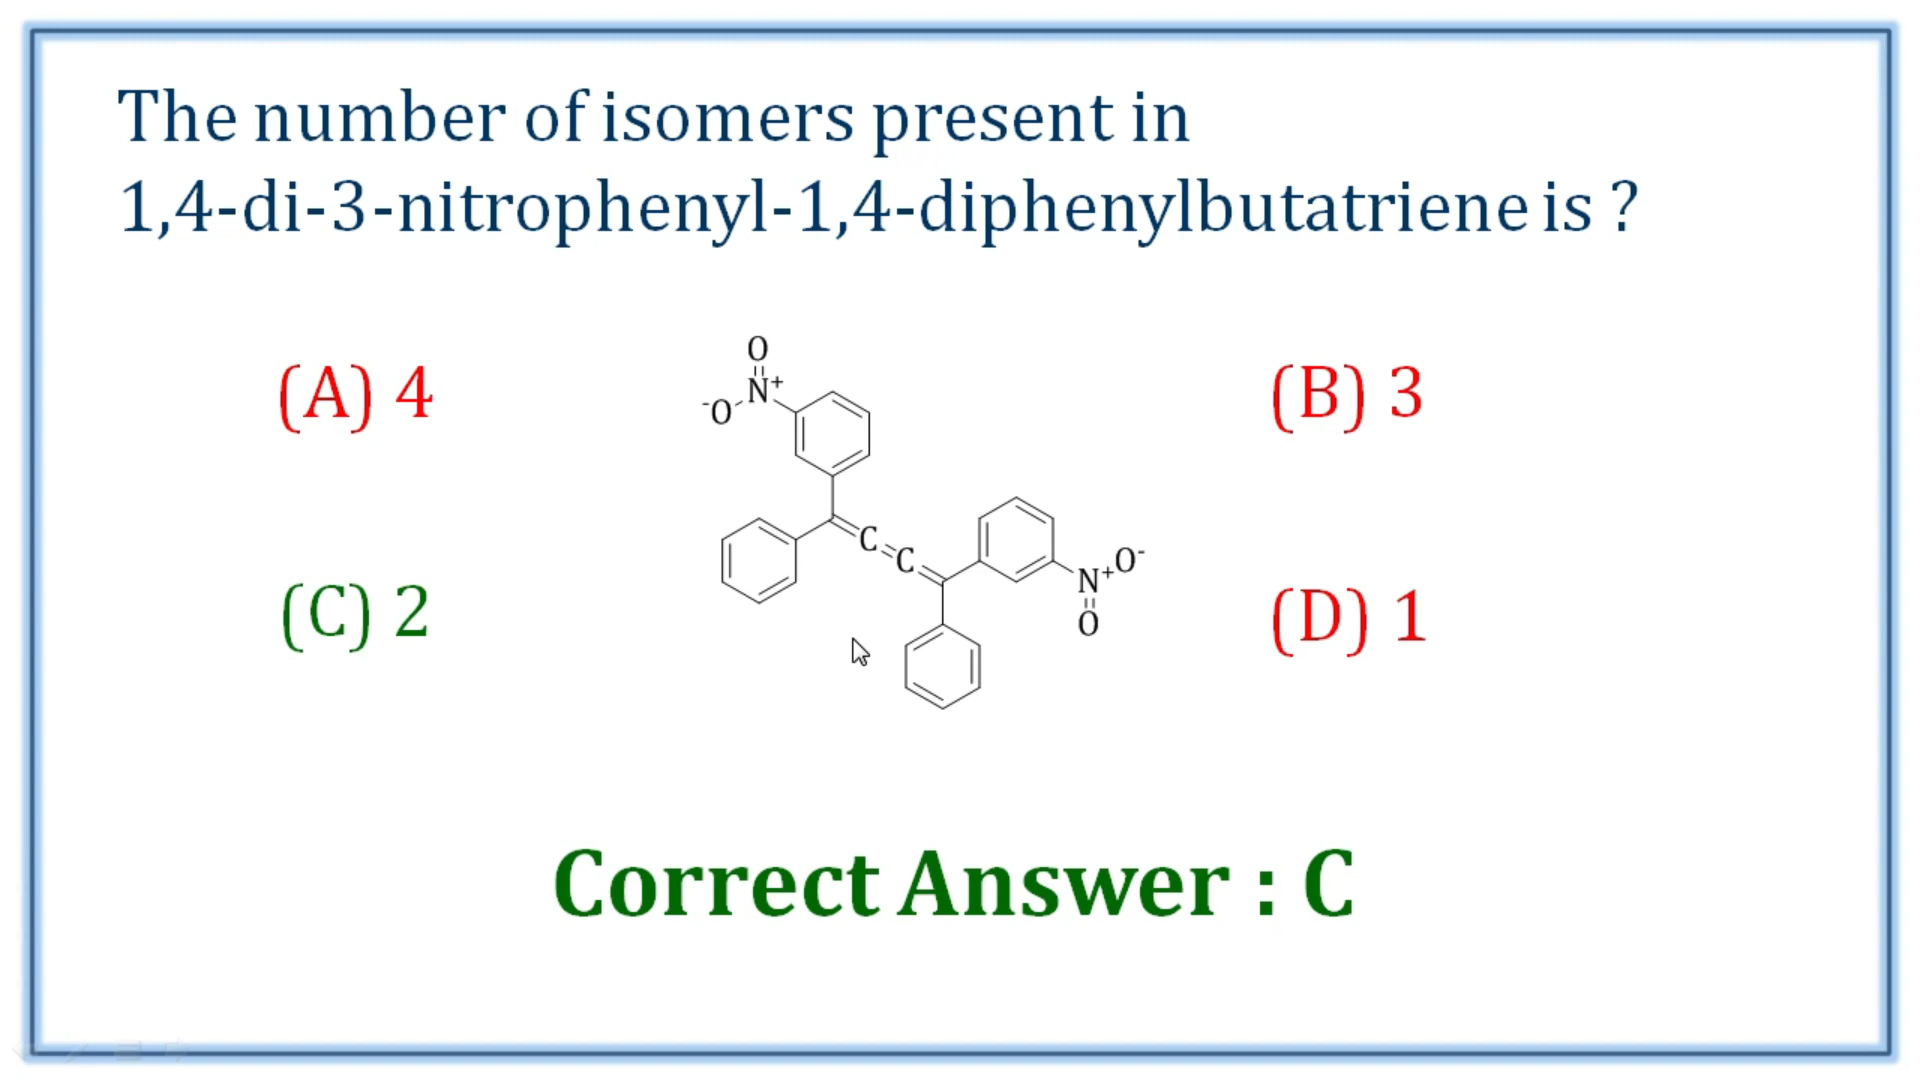 The number of isomers present in
1,4-di-3-nitrophenyl-1,4-diphenylbutatriene is ?
(A) 4
(B) 3
O
N+
-O
C
C
O-
N+
O
(C) 2
(D) 1
Correct Answer : C